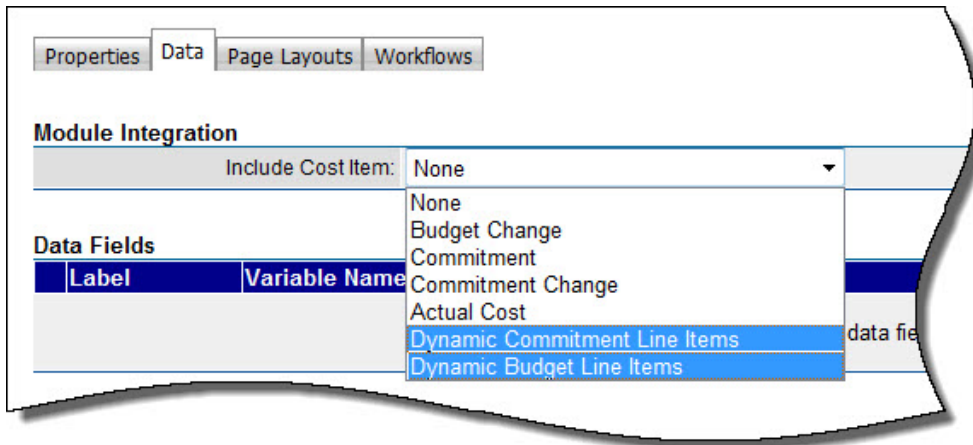 Properties Data Page Layouts Workflows
Module Integration
Include Cost Item: None
None
Budget Change
Commitment
Commitment Change
Actual Cost
Dynamic Commitment Line Items
Dynamic Budget Line Items
Data Fields
Label Variable Name
data fie